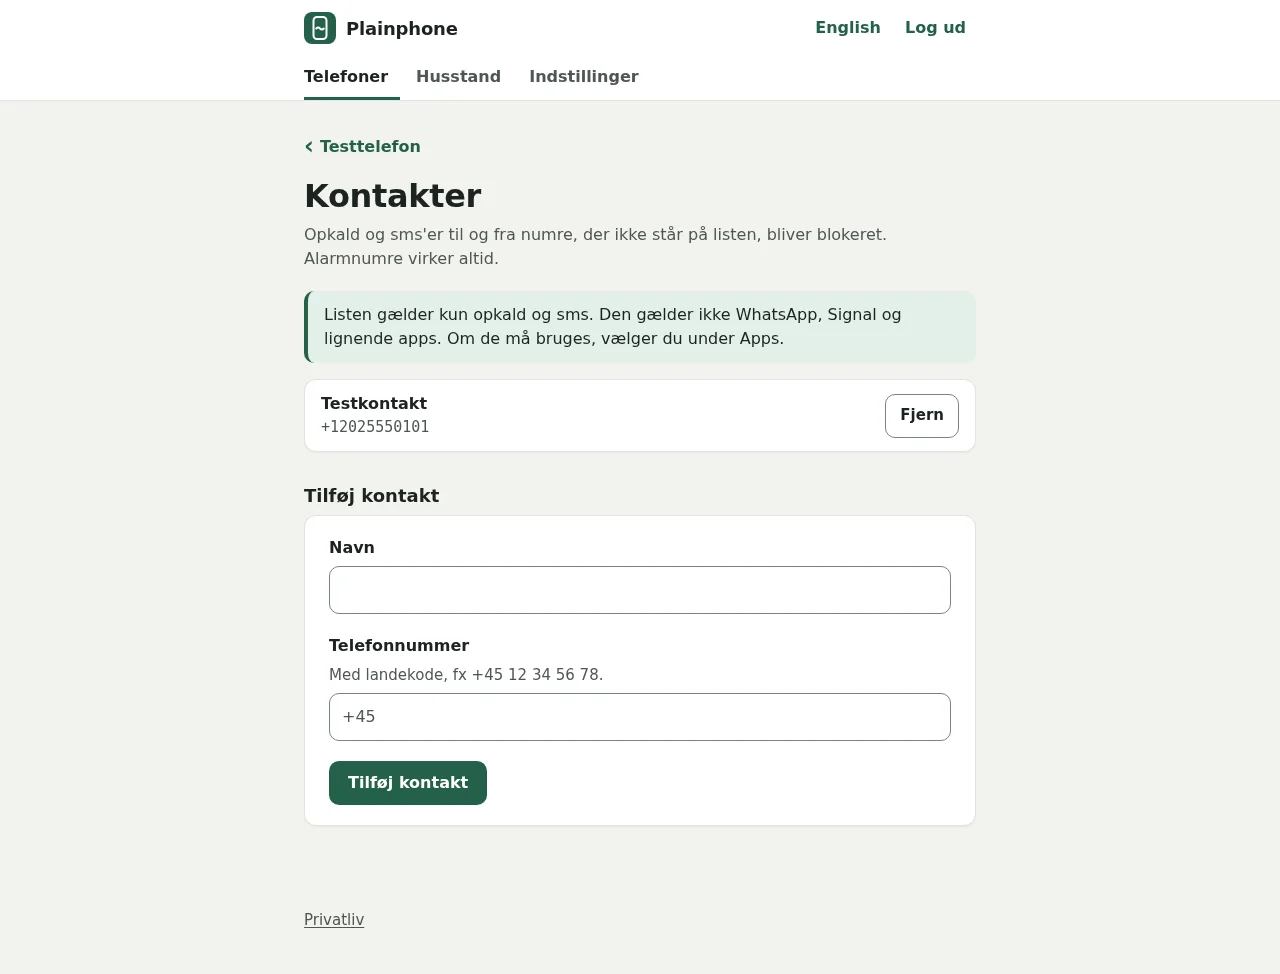 Plainphone
English
Log ud
Telefoner
Husstand
Indstillinger
‹ Testtelefon
Kontakter
Opkald og sms'er til og fra numre, der ikke står på listen, bliver blokeret.
Alarmnumre virker altid.
Listen gælder kun opkald og sms. Den gælder ikke WhatsApp, Signal og
lignende apps. Om de må bruges, vælger du under Apps.
Testkontakt
+12025550101
Fjern
Tilføj kontakt
Navn
Telefonnummer
Med landekode, fx +45 12 34 56 78.
+45
Tilføj kontakt
Privatliv